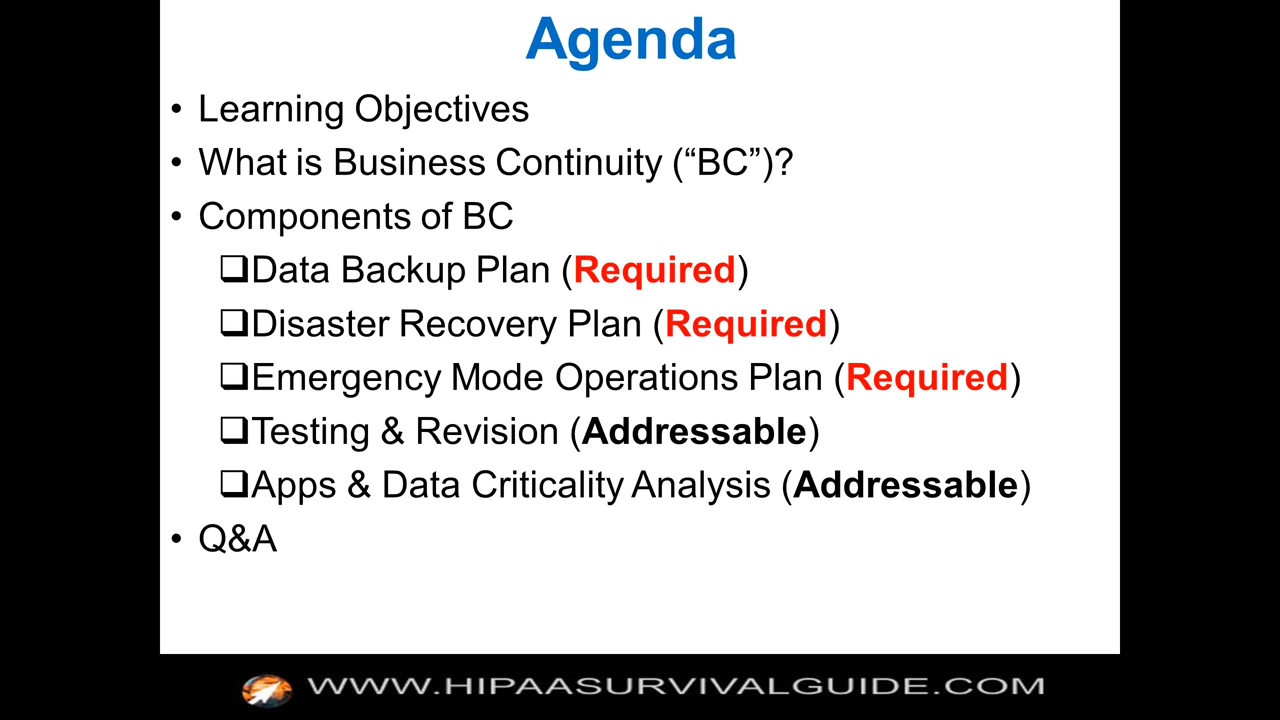 Agenda
• Learning Objectives
• What is Business Continuity (“BC”)?
• Components of BC
❑Data Backup Plan (Required)
❑Disaster Recovery Plan (Required)
❑Emergency Mode Operations Plan (Required)
❑Testing & Revision (Addressable)
❑Apps & Data Criticality Analysis (Addressable)
• Q&A
WWW.HIPAASURVIVALGUIDE.COM